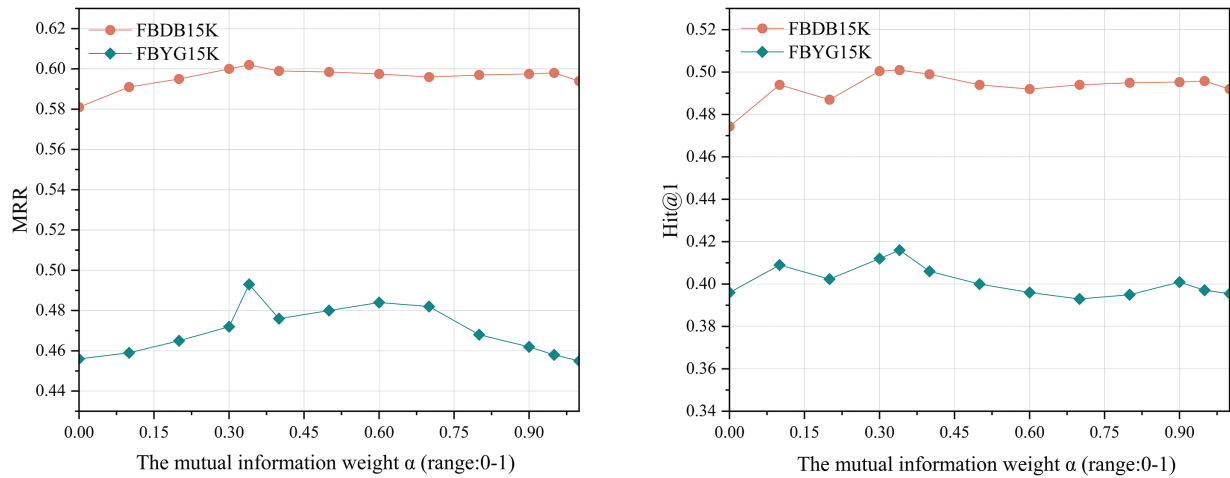 FBDB15K
FBYG15K
0.62
0.60
0.58
0.56
0.54
0.52
0.50
0.48
0.46
0.44
MRR
0.00 0.15 0.30 0.45 0.60 0.75 0.90
The mutual information weight α (range:0-1)
FBDB15K
FBYG15K
0.52
0.50
0.48
0.46
0.44
0.42
0.40
0.38
0.36
0.34
Hit@1
0.00 0.15 0.30 0.45 0.60 0.75 0.90
The mutual information weight α (range:0-1)